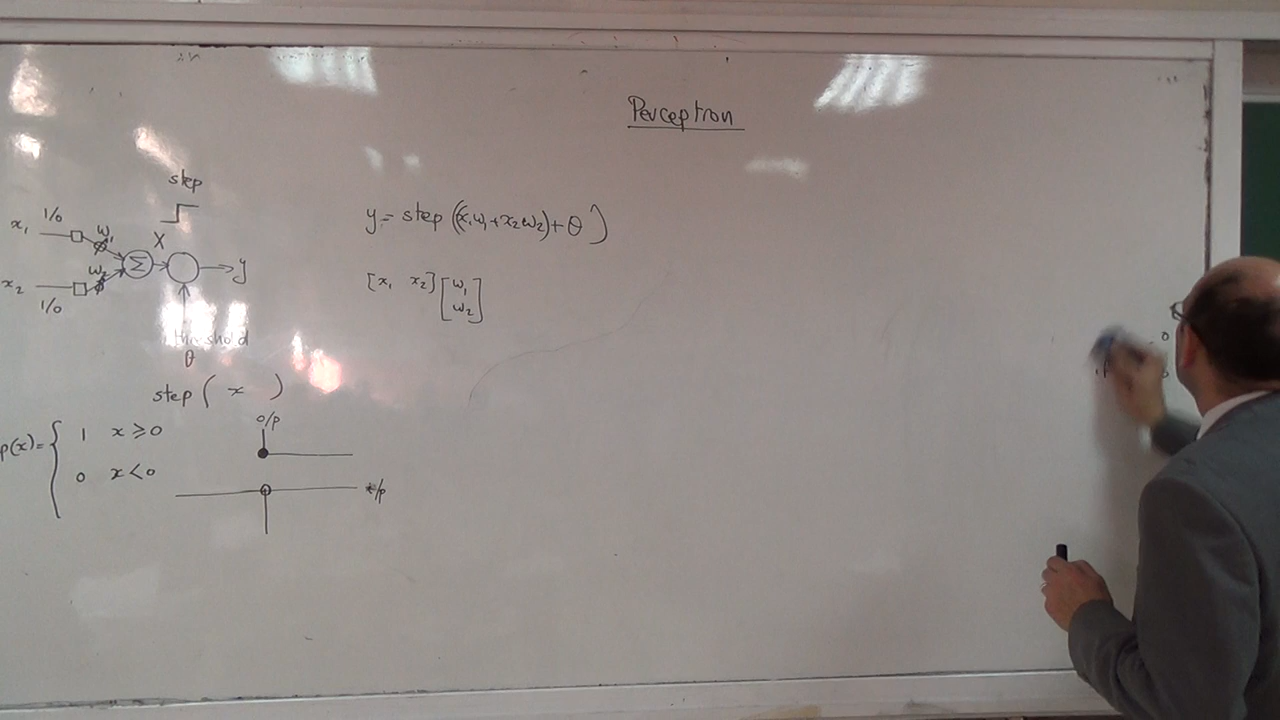 Perceptron
step
x₁ 1/0 w₁
X
Σ
y
w₂
x₂
1/0
threshold
θ
y = step ((x₁w₁+x₂w₂)+θ)
[x₁ x₂] [w₁
w₂]
step ( x )
p(x) = { 1 x ⩾ 0
0 x < 0
o/p
/p
0